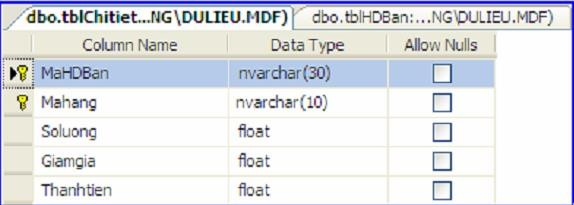 dbo.tblChitiet...NG\DULIEU.MDF) dbo.tblHDBan:...NG\DULIEU.MDF)
Column Name Data Type Allow Nulls
MaHDBan nvarchar(30)
Mahang nvarchar(10)
Soluong float
Giamgia float
Thanhtien float